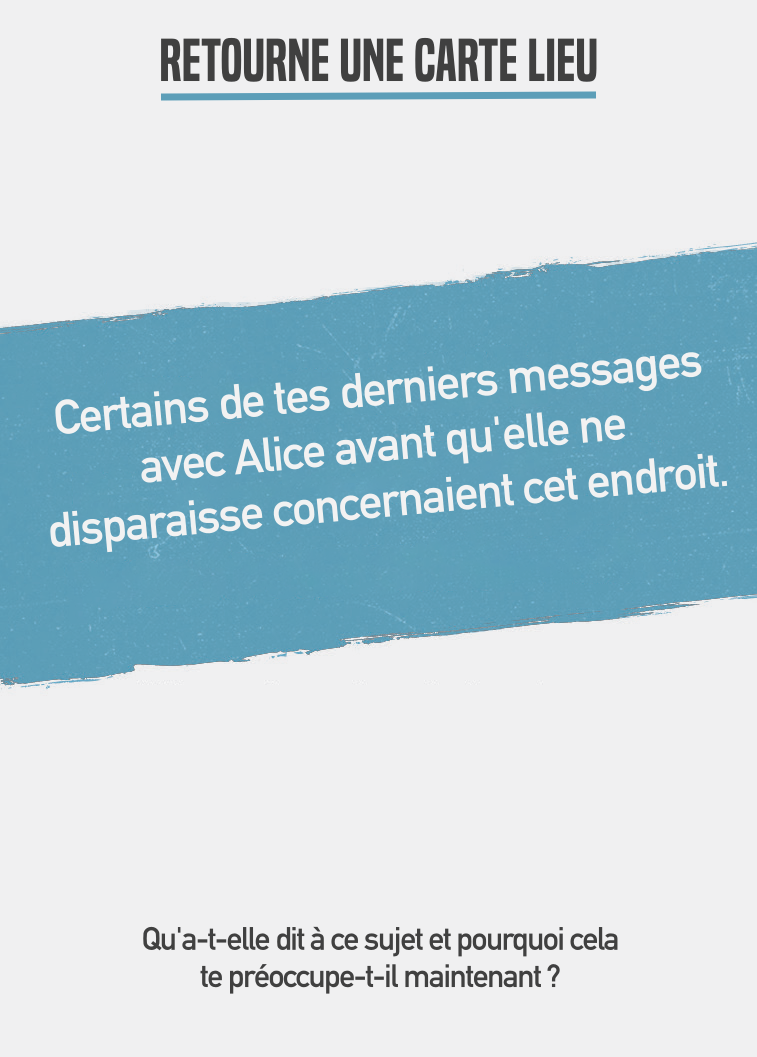 RETOURNE UNE CARTE LIEU
Certains de tes derniers messages
avec Alice avant qu'elle ne
disparaisse concernaient cet endroit.
Qu'a-t-elle dit à ce sujet et pourquoi cela
te préoccupe-t-il maintenant ?